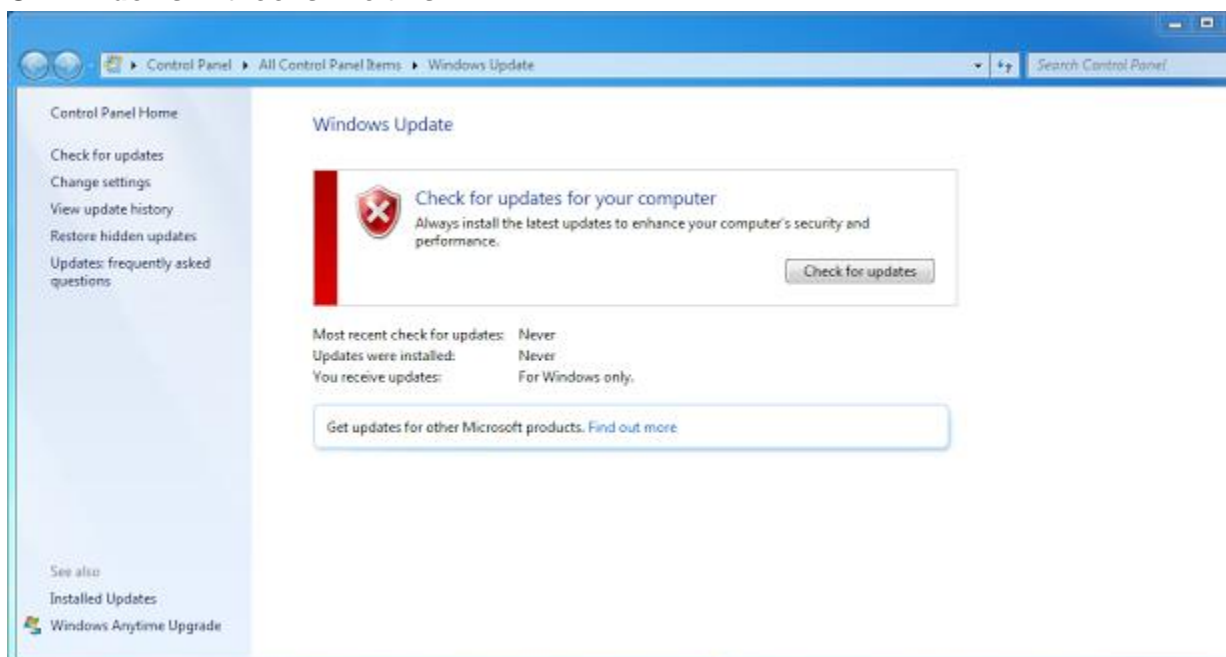 Control Panel ▸ All Control Panel Items ▸ Windows Update
Search Control Panel
Control Panel Home
Check for updates
Change settings
View update history
Restore hidden updates
Updates: frequently asked
questions
See also
Installed Updates
Windows Anytime Upgrade
Windows Update
Check for updates for your computer
Always install the latest updates to enhance your computer's security and
performance.
Check for updates
Most recent check for updates: Never
Updates were installed: Never
You receive updates: For Windows only.
Get updates for other Microsoft products. Find out more